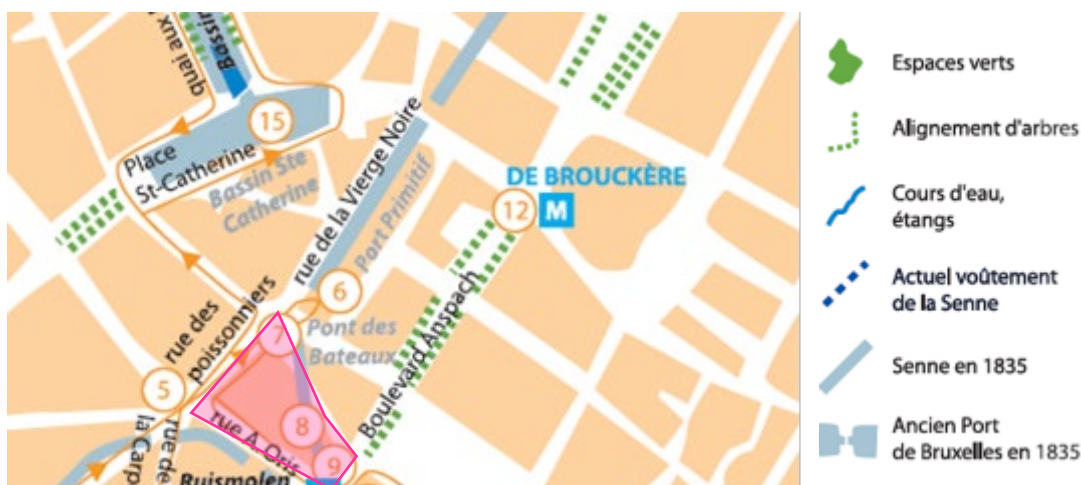 quai aux
Bassin
15
Place
St-Catherine
Bassin Ste
Catherine
rue de la Vierge Noire
Port Primitif
DE BROUCKÈRE
12
M
6
Pont des
Bateaux
7
rue des
poissonniers
5
Boulevard Anspach
8
rue A. Oris
9
rue de
la Carp
Ruismolen
Espaces verts
Alignement d'arbres
Cours d'eau,
étangs
Actuel voûtement
de la Senne
Senne en 1835
Ancien Port
de Bruxelles en 1835